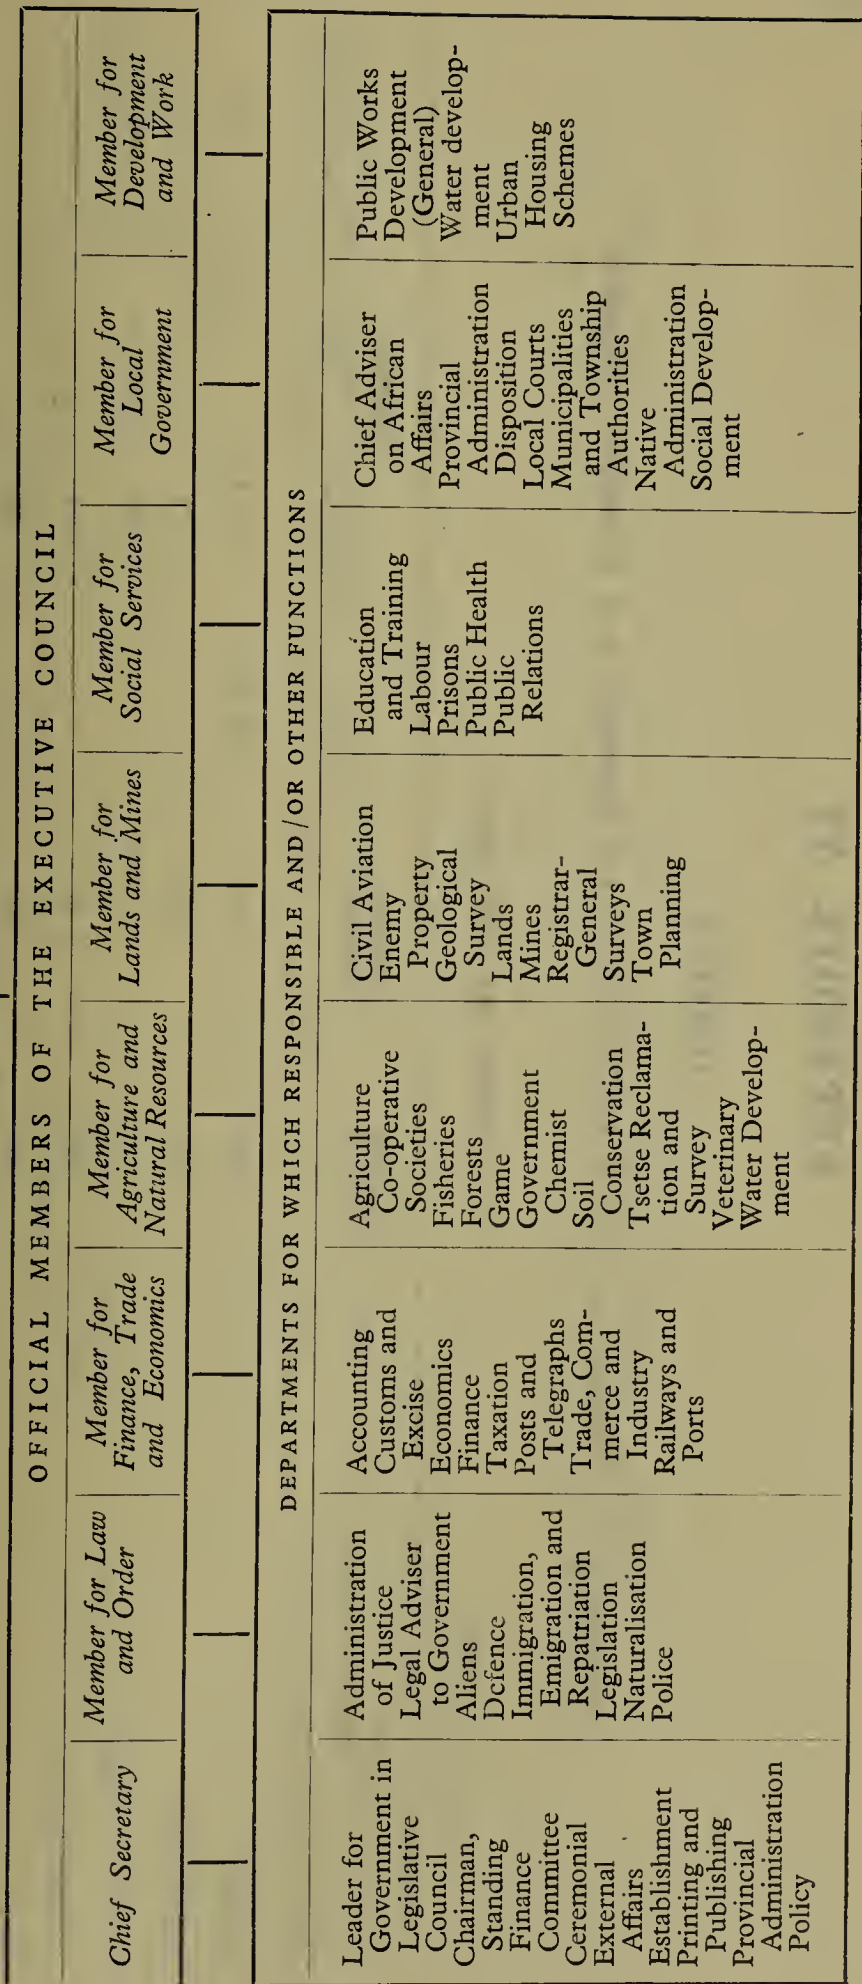 OFFICIAL MEMBERS OF THE EXECUTIVE COUNCIL
Chief Secretary
Member for Law
and Order
Member for
Finance, Trade
and Economics
Member for
Agriculture and
Natural Resources
Member for
Lands and Mines
Member for
Social Services
Member for
Local
Government
Member for
Development
and Work
DEPARTMENTS FOR WHICH RESPONSIBLE AND/OR OTHER FUNCTIONS
Leader for
Government in
Legislative
Council
Chairman,
Standing
Finance
Committee
Ceremonial
External
Affairs
Establishment
Printing and
Publishing
Provincial
Administration
Policy
Administration
of Justice
Legal Adviser
to Government
Aliens
Defence
Immigration,
Emigration and
Repatriation
Legislation
Naturalisation
Police
Accounting
Customs and
Excise
Economics
Finance
Taxation
Posts and
Telegraphs
Trade, Com-
merce and
Industry
Railways and
Ports
Agriculture
Co-operative
Societies
Fisheries
Forests
Game
Government
Chemist
Soil
Conservation
Tsetse Reclama-
tion and
Survey
Veterinary
Water Develop-
ment
Civil Aviation
Enemy
Property
Geological
Survey
Lands
Mines
Registrar-
General
Surveys
Town
Planning
Education
and Training
Labour
Prisons
Public Health
Public
Relations
Chief Adviser
on African
Affairs
Provincial
Administration
Disposition
Local Courts
Municipalities
and Township
Authorities
Native
Administration
Social Develop-
ment
Public Works
Development
(General)
Water develop-
ment
Urban
Housing
Schemes